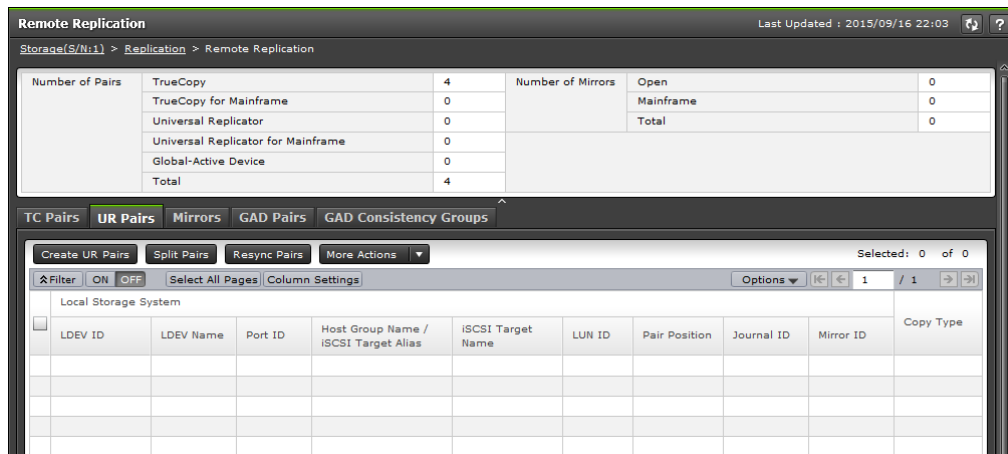 Remote Replication Last Updated : 2015/09/16 22:03 ?
Storage(S/N:1) > Replication > Remote Replication
Number of Pairs TrueCopy 4 Number of Mirrors Open 0
TrueCopy for Mainframe 0 Mainframe 0
Universal Replicator 0 Total 0
Universal Replicator for Mainframe 0
Global-Active Device 0
Total 4
TC Pairs UR Pairs Mirrors GAD Pairs GAD Consistency Groups
Create UR Pairs Split Pairs Resync Pairs More Actions Selected: 0 of 0
Filter ON OFF Select All Pages Column Settings Options 1 / 1
Local Storage System Copy Type
LDEV ID LDEV Name Port ID Host Group Name / iSCSI Target LUN ID Pair Position Journal ID Mirror ID
iSCSI Target Alias Name